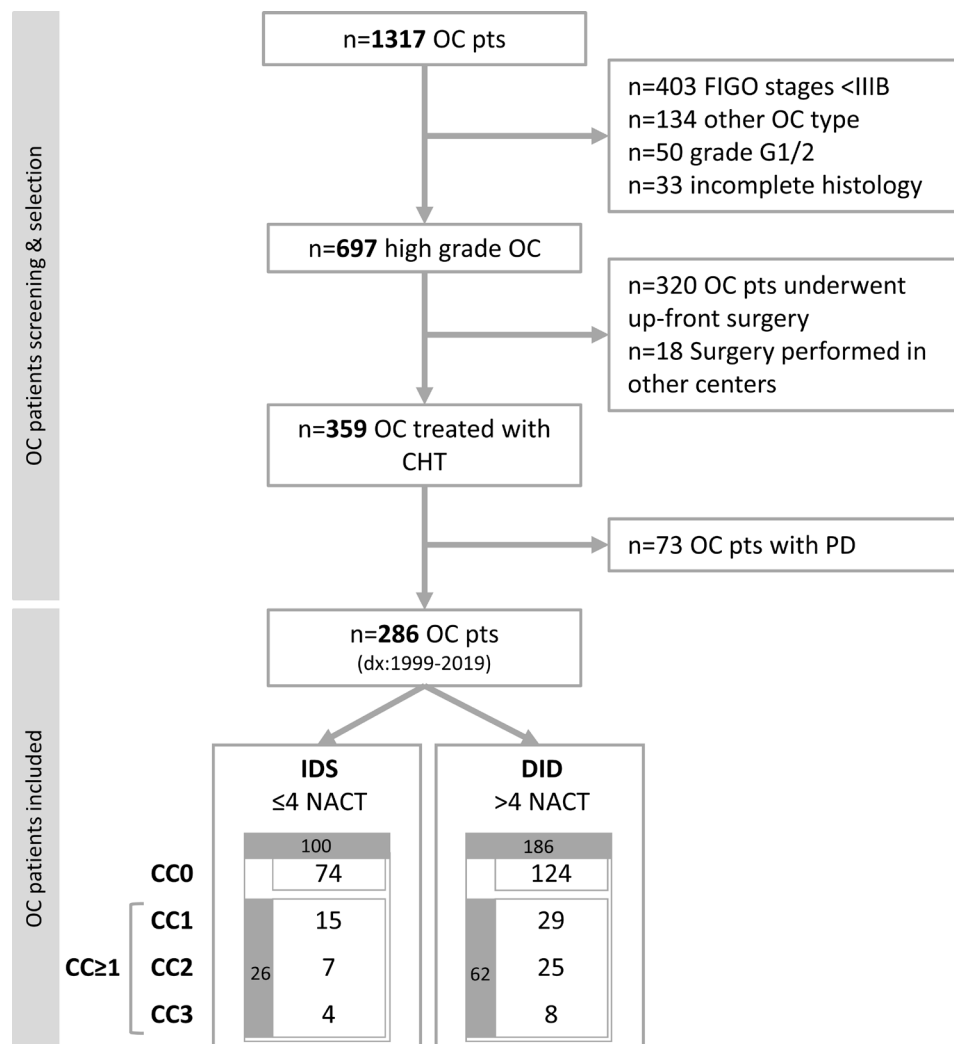 OC patients screening & selection
n=1317 OC pts
n=403 FIGO stages <IIIB
n=134 other OC type
n=50 grade G1/2
n=33 incomplete histology
n=697 high grade OC
n=320 OC pts underwent
up-front surgery
n=18 Surgery performed in
other centers
n=359 OC treated with
CHT
n=73 OC pts with PD
OC patients included
n=286 OC pts
(dx:1999-2019)
IDS
≤4 NACT
DID
>4 NACT
100
186
CC0 74 124
CC1 15 29
CC≥1 CC2 26 7 62 25
CC3 4 8